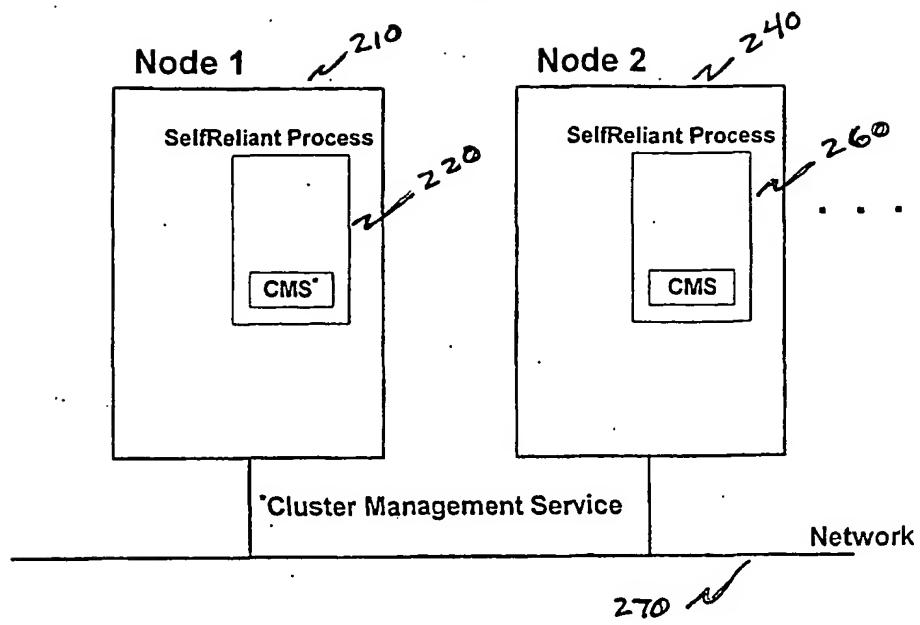 Node 1
210
Node 2
240
SelfReliant Process
220
SelfReliant Process
260
. . .
CMS*
CMS
*Cluster Management Service
Network
270